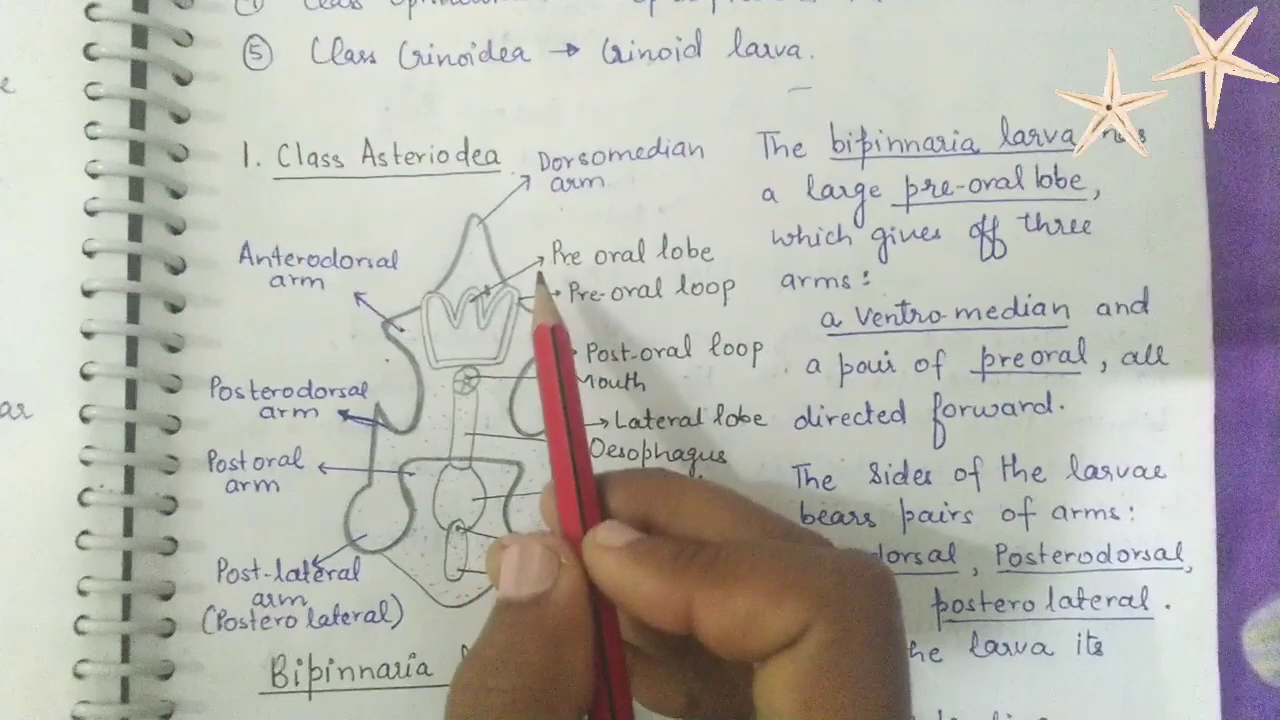 ⑤ Class Crinoidea → Crinoid larva.
1. Class Asteriodea
Dorsomedian
arm
Anterodorsal
arm
Pre oral lobe
Pre-oral loop
Post-oral loop
Mouth
Posterodorsal
arm
Lateral lobe
Oesophagus
Post oral
arm
Post-lateral
arm
(Postero lateral)
Bipinnaria
The bipinnaria larva
a large pre-oral lobe,
which gives off three
arms:
a ventro median and
a pair of preoral, all
directed forward.
The sides of the larvae
bears pairs of arms:
dorsal, Posterodorsal,
postero lateral.
larva its
ar